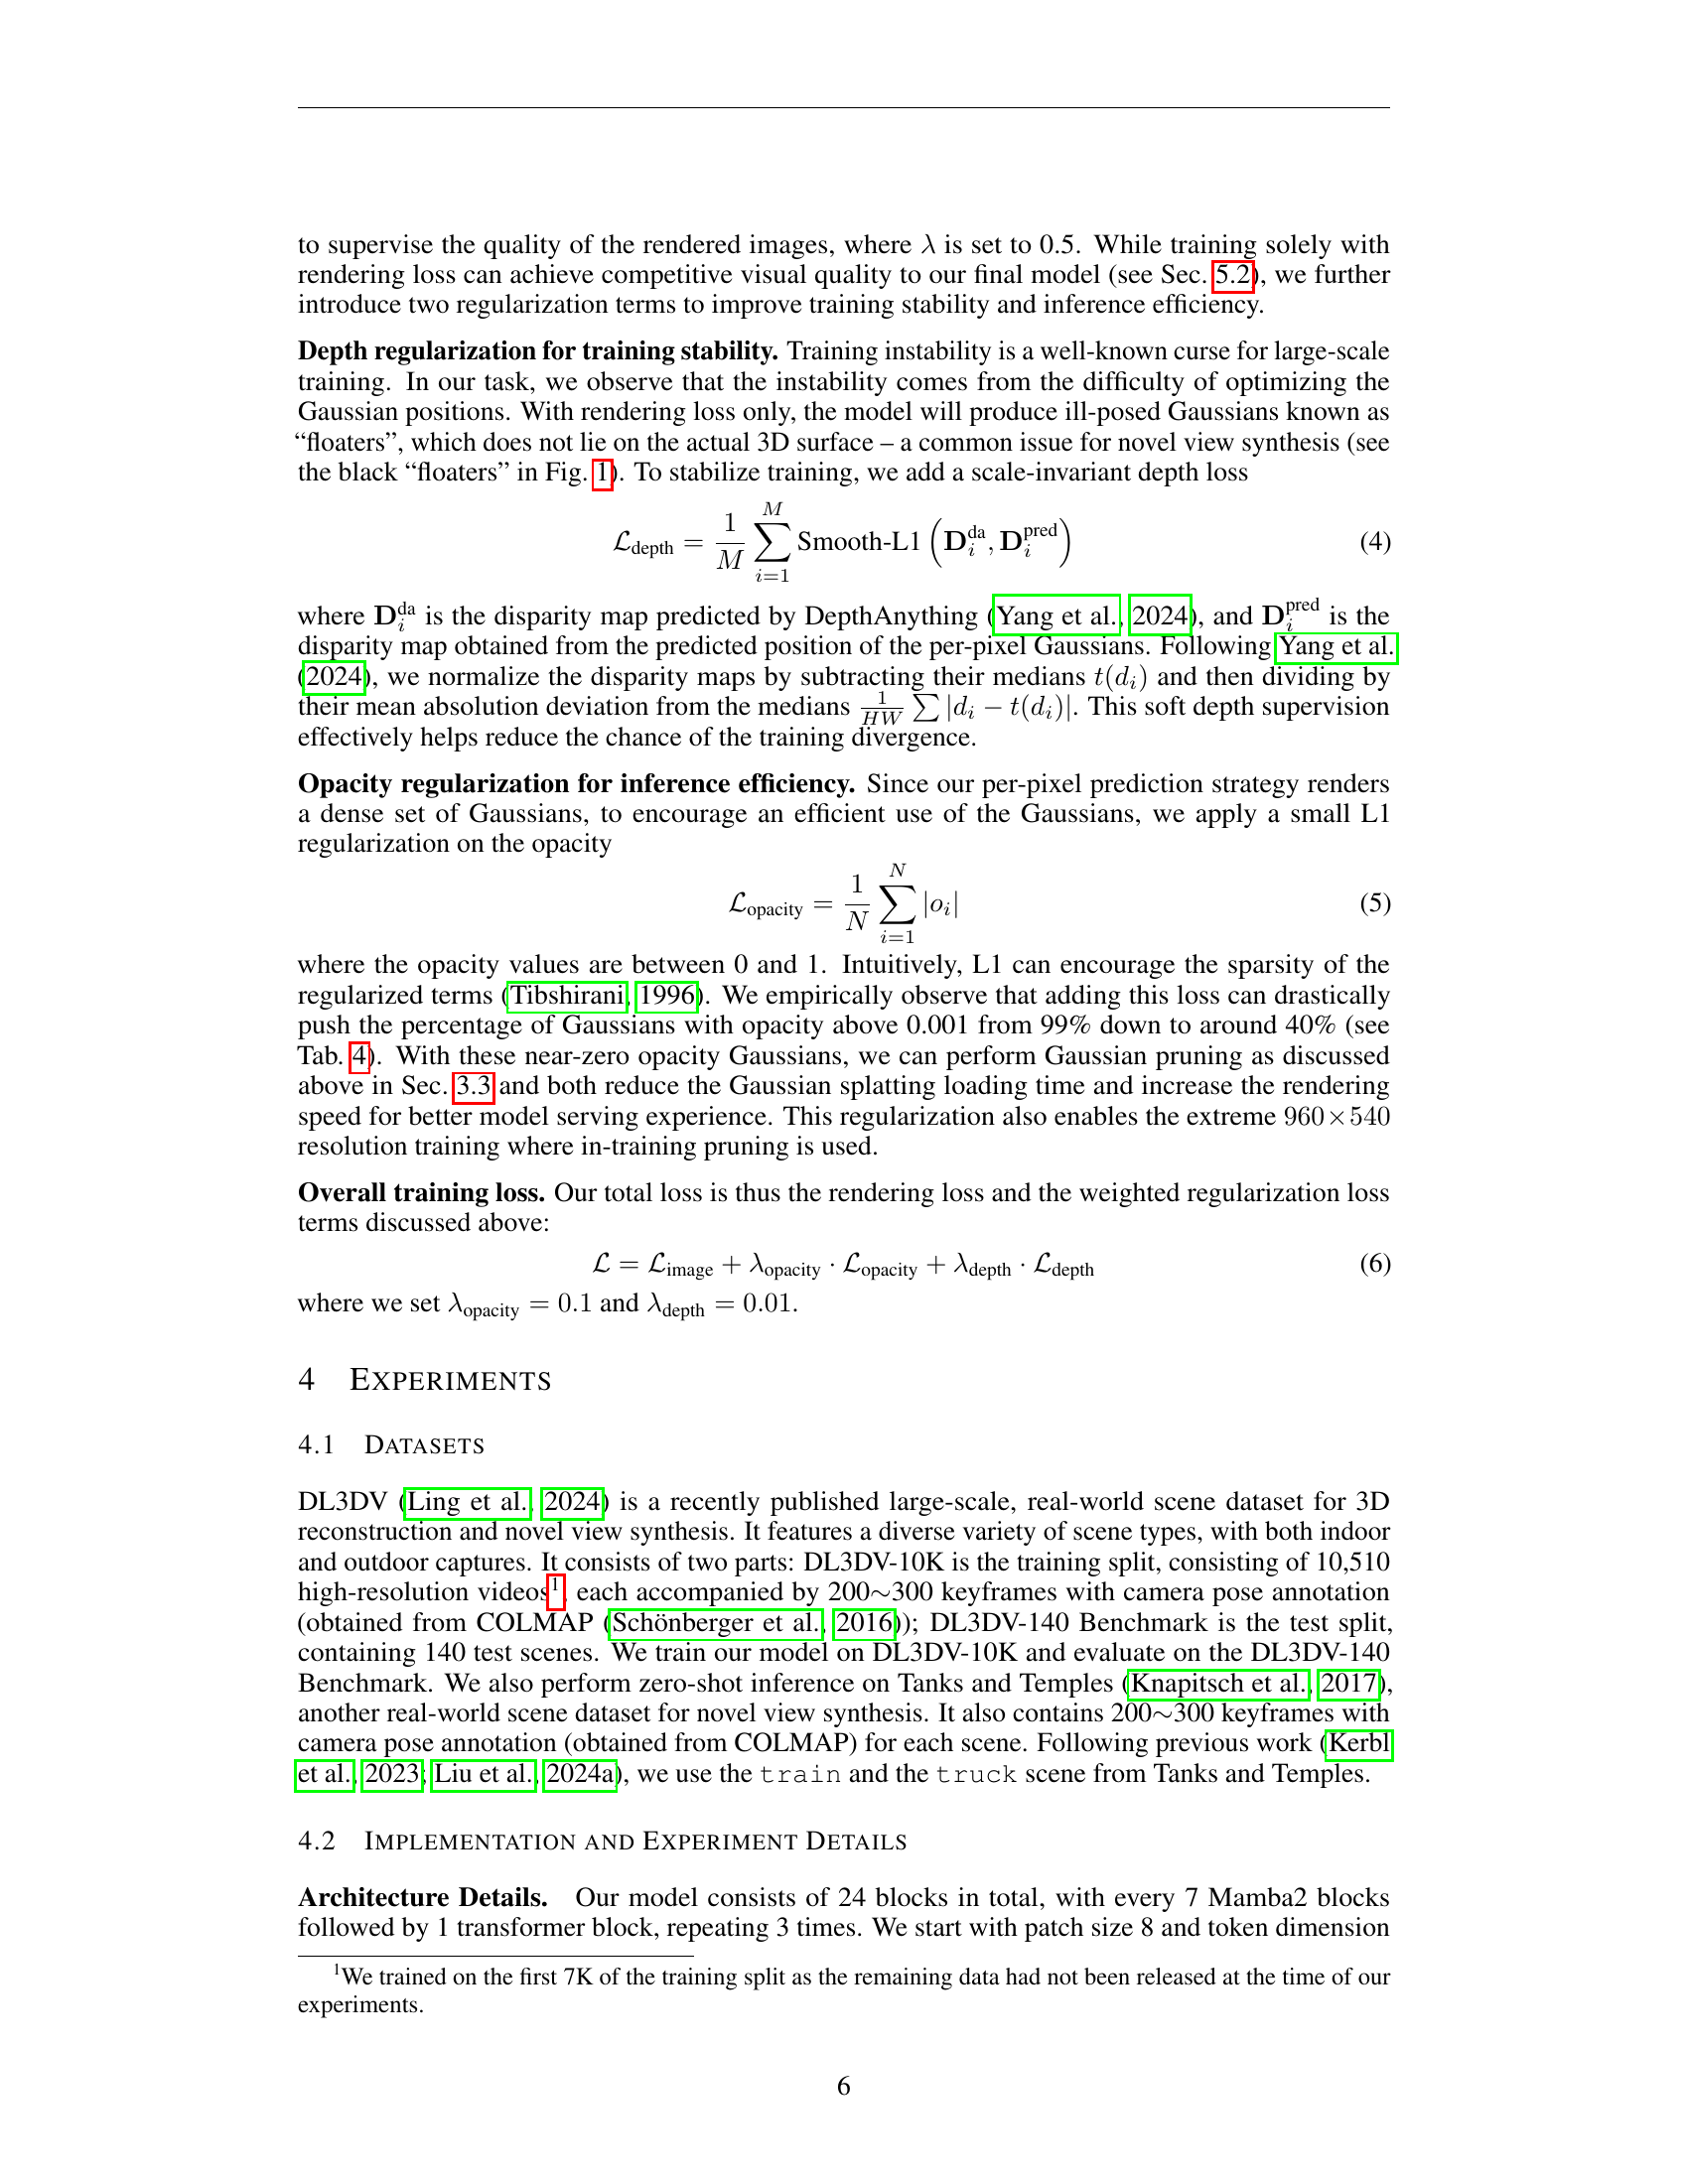 to supervise the quality of the rendered images, where λ is set to 0.5. While training solely with
rendering loss can achieve competitive visual quality to our final model (see Sec. 5.2), we further
introduce two regularization terms to improve training stability and inference efficiency.
Depth regularization for training stability. Training instability is a well-known curse for large-scale
training. In our task, we observe that the instability comes from the difficulty of optimizing the
Gaussian positions. With rendering loss only, the model will produce ill-posed Gaussians known as
“floaters”, which does not lie on the actual 3D surface – a common issue for novel view synthesis (see
the black “floaters” in Fig. 1). To stabilize training, we add a scale-invariant depth loss
$\mathcal{L}_{\text{depth}} = \frac{1}{M} \sum_{i=1}^{M} \text{Smooth-L1}\left(\mathbf{D}_i^{\text{da}}, \mathbf{D}_i^{\text{pred}}\right)$ (4)
where $\mathbf{D}_i^{\text{da}}$ is the disparity map predicted by DepthAnything (Yang et al., 2024), and $\mathbf{D}_i^{\text{pred}}$ is the
disparity map obtained from the predicted position of the per-pixel Gaussians. Following Yang et al.
(2024), we normalize the disparity maps by subtracting their medians $t(d_i)$ and then dividing by
their mean absolution deviation from the medians $\frac{1}{HW} \sum |d_i - t(d_i)|$. This soft depth supervision
effectively helps reduce the chance of the training divergence.
Opacity regularization for inference efficiency. Since our per-pixel prediction strategy renders
a dense set of Gaussians, to encourage an efficient use of the Gaussians, we apply a small L1
regularization on the opacity
$\mathcal{L}_{\text{opacity}} = \frac{1}{N} \sum_{i=1}^{N} |o_i|$ (5)
where the opacity values are between 0 and 1. Intuitively, L1 can encourage the sparsity of the
regularized terms (Tibshirani, 1996). We empirically observe that adding this loss can drastically
push the percentage of Gaussians with opacity above 0.001 from 99% down to around 40% (see
Tab. 4). With these near-zero opacity Gaussians, we can perform Gaussian pruning as discussed
above in Sec. 3.3 and both reduce the Gaussian splatting loading time and increase the rendering
speed for better model serving experience. This regularization also enables the extreme 960×540
resolution training where in-training pruning is used.
Overall training loss. Our total loss is thus the rendering loss and the weighted regularization loss
terms discussed above:
$\mathcal{L} = \mathcal{L}_{\text{image}} + \lambda_{\text{opacity}} \cdot \mathcal{L}_{\text{opacity}} + \lambda_{\text{depth}} \cdot \mathcal{L}_{\text{depth}}$ (6)
where we set $\lambda_{\text{opacity}} = 0.1$ and $\lambda_{\text{depth}} = 0.01$.
4 EXPERIMENTS
4.1 DATASETS
DL3DV (Ling et al., 2024) is a recently published large-scale, real-world scene dataset for 3D
reconstruction and novel view synthesis. It features a diverse variety of scene types, with both indoor
and outdoor captures. It consists of two parts: DL3DV-10K is the training split, consisting of 10,510
high-resolution videos¹, each accompanied by 200∼300 keyframes with camera pose annotation
(obtained from COLMAP (Schönberger et al., 2016)); DL3DV-140 Benchmark is the test split,
containing 140 test scenes. We train our model on DL3DV-10K and evaluate on the DL3DV-140
Benchmark. We also perform zero-shot inference on Tanks and Temples (Knapitsch et al., 2017),
another real-world scene dataset for novel view synthesis. It also contains 200∼300 keyframes with
camera pose annotation (obtained from COLMAP) for each scene. Following previous work (Kerbl
et al., 2023; Liu et al., 2024a), we use the train and the truck scene from Tanks and Temples.
4.2 IMPLEMENTATION AND EXPERIMENT DETAILS
Architecture Details. Our model consists of 24 blocks in total, with every 7 Mamba2 blocks
followed by 1 transformer block, repeating 3 times. We start with patch size 8 and token dimension
¹We trained on the first 7K of the training split as the remaining data had not been released at the time of our
experiments.
6